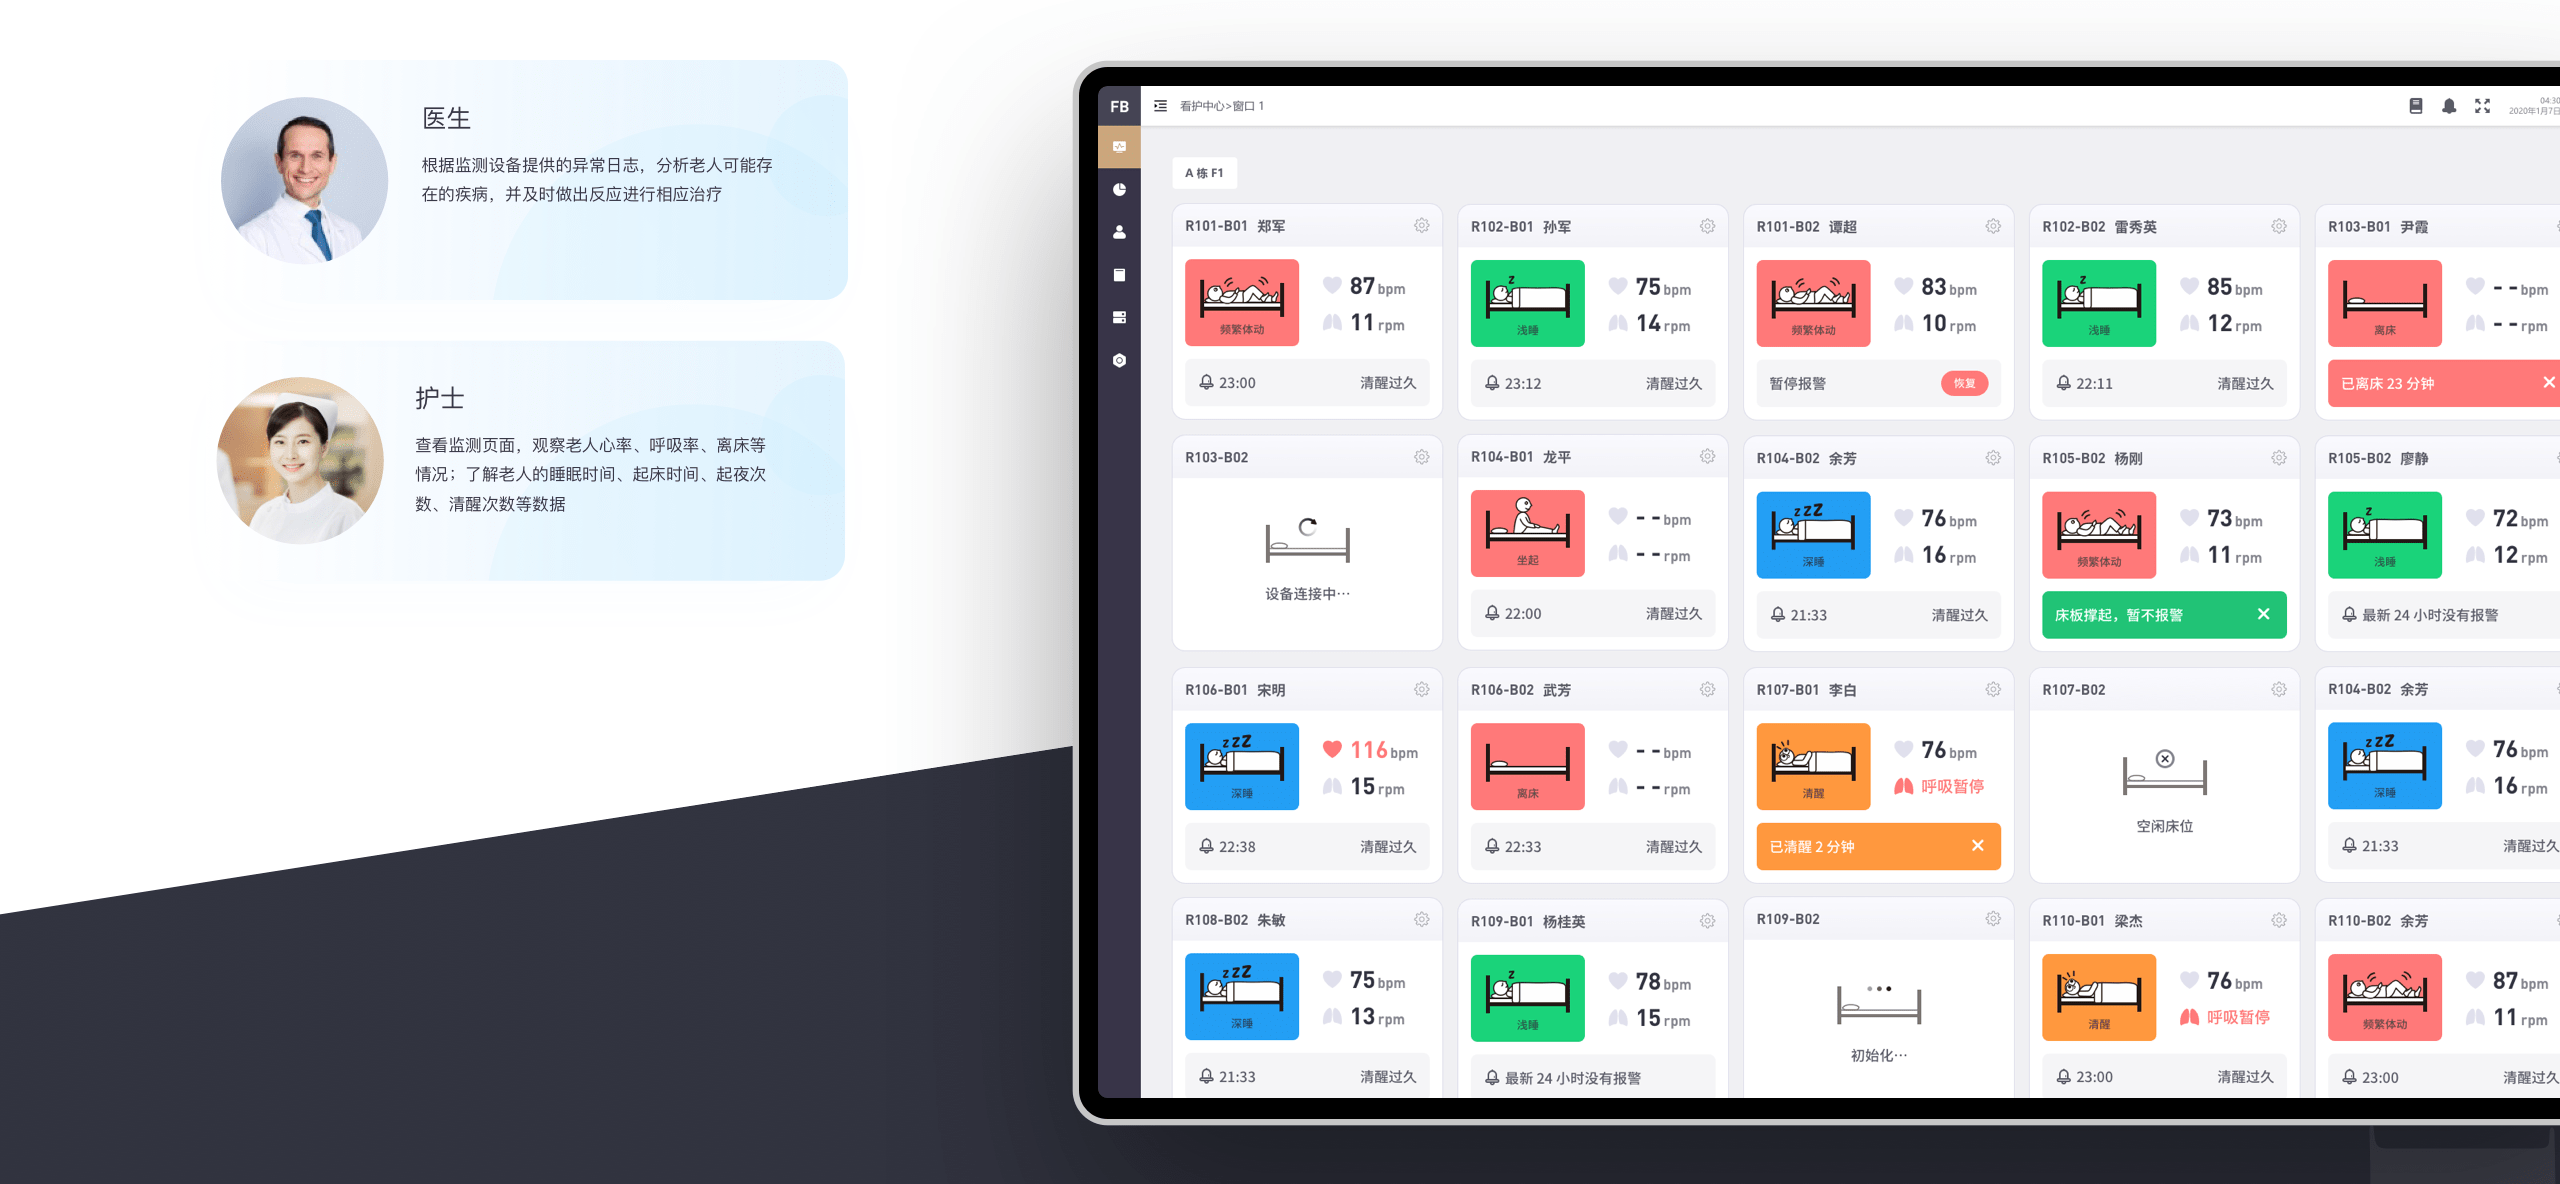 医生
根据监测设备提供的异常日志，分析老人可能存
在的疾病，并及时做出反应进行相应治疗
护士
查看监测页面，观察老人心率、呼吸率、离床等
情况；了解老人的睡眠时间、起床时间、起夜次
数、清醒次数等数据
FB
看护中心>窗口 1
04:30
2020年1月7日
A 栋 F1
R101-B01 郑军
87 bpm
11 rpm
频繁体动
23:00 清醒过久
R102-B01 孙军
z
75 bpm
14 rpm
浅睡
23:12 清醒过久
R101-B02 谭超
83 bpm
10 rpm
频繁体动
暂停报警 恢复
R102-B02 雷秀英
z
85 bpm
12 rpm
浅睡
22:11 清醒过久
R103-B01 尹霞
-- bpm
-- rpm
离床
已离床 23 分钟
R103-B02
设备连接中···
R104-B01 龙平
-- bpm
-- rpm
坐起
22:00 清醒过久
R104-B02 余芳
z z Z
76 bpm
16 rpm
深睡
21:33 清醒过久
R105-B02 杨刚
73 bpm
11 rpm
频繁体动
床板撑起，暂不报警
R105-B02 廖静
z
72 bpm
12 rpm
浅睡
最新 24 小时没有报警
R106-B01 宋明
z z Z
116 bpm
15 rpm
深睡
22:38 清醒过久
R106-B02 武芳
-- bpm
-- rpm
离床
22:33 清醒过久
R107-B01 李白
76 bpm
呼吸暂停
清醒
已清醒 2 分钟
R107-B02
空闲床位
R104-B02 余芳
z z Z
76 bpm
16 rpm
深睡
21:33 清醒过久
R108-B02 朱敏
z z Z
75 bpm
13 rpm
深睡
21:33 清醒过久
R109-B01 杨桂英
z
78 bpm
15 rpm
浅睡
最新 24 小时没有报警
R109-B02
初始化···
R110-B01 梁杰
76 bpm
呼吸暂停
清醒
23:00 清醒过久
R110-B02 余芳
87 bpm
11 rpm
频繁体动
23:00 清醒过久